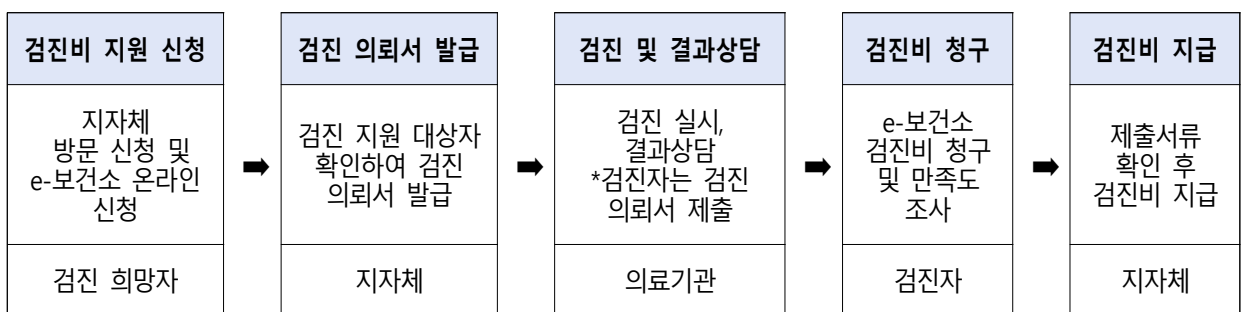 검진비 지원 신청
지자체
방문 신청 및
e-보건소 온라인
신청
검진 희망자
➡
검진 의뢰서 발급
검진 지원 대상자
확인하여 검진
의뢰서 발급
지자체
➡
검진 및 결과상담
검진 실시,
결과상담
*검진자는 검진
의뢰서 제출
의료기관
➡
검진비 청구
e-보건소
검진비 청구
및 만족도
조사
검진자
➡
검진비 지급
제출서류
확인 후
검진비 지급
지자체